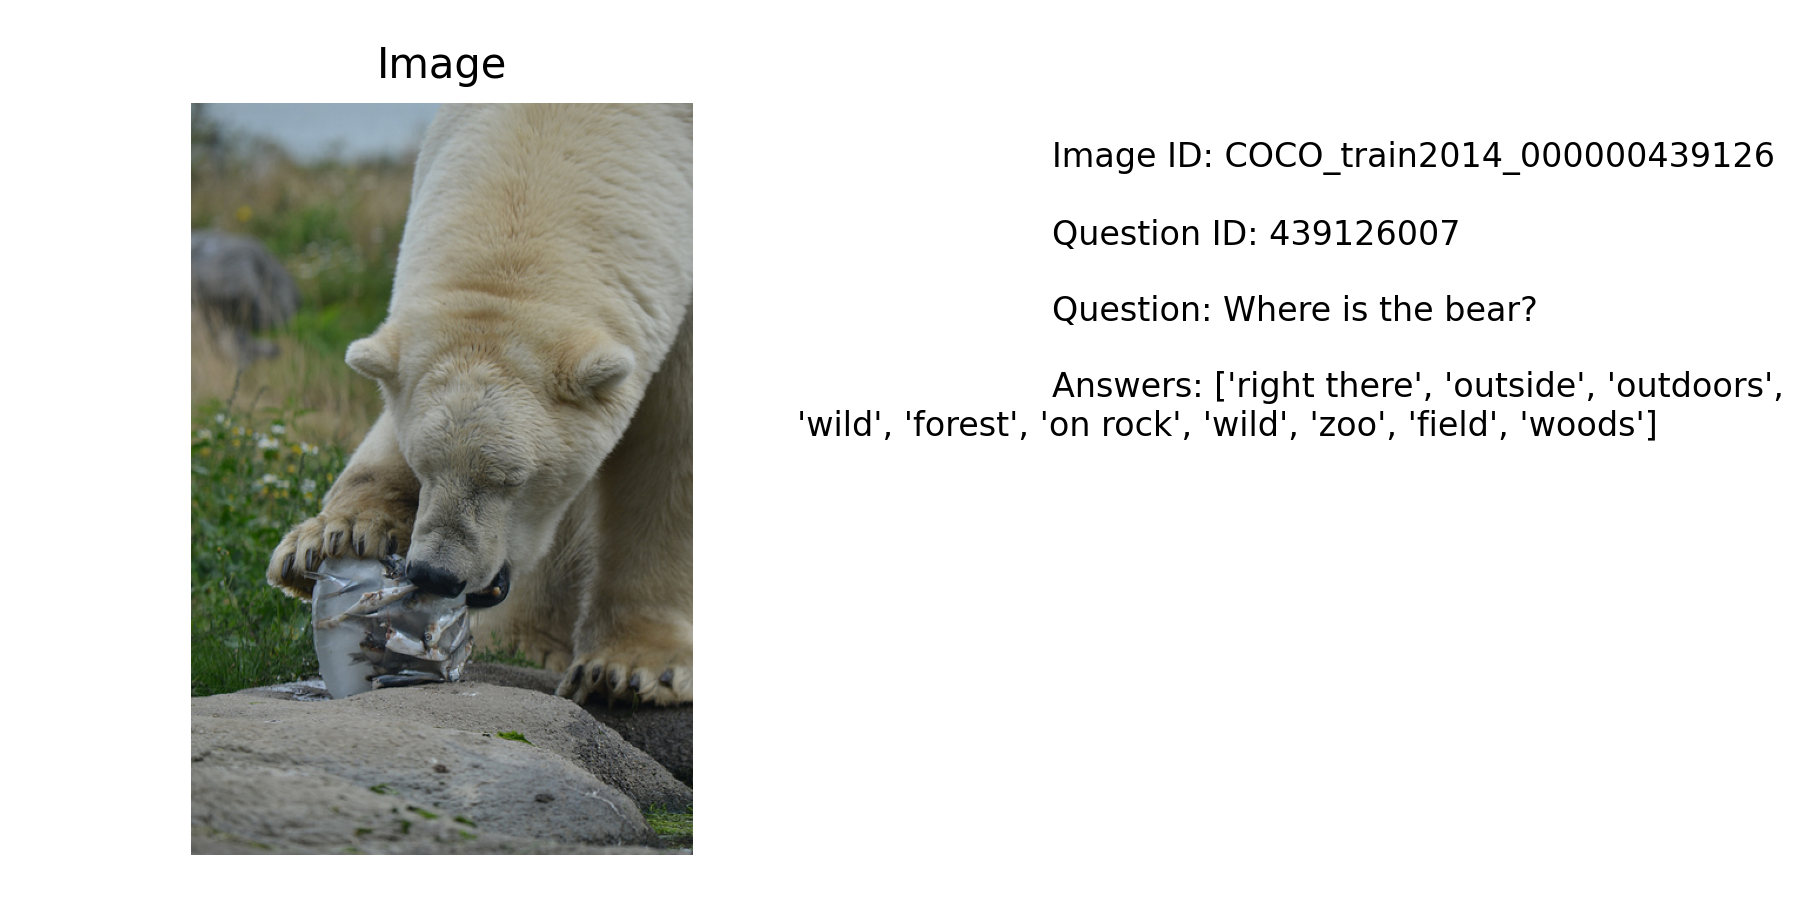 Image
Image ID: COCO_train2014_000000439126
Question ID: 439126007
Question: Where is the bear?
Answers: ['right there', 'outside', 'outdoors',
'wild', 'forest', 'on rock', 'wild', 'zoo', 'field', 'woods']